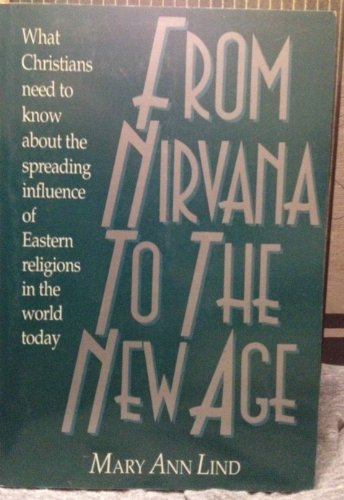 What
Christians
need to
know
about the
spreading
influence
of
Eastern
religions
in the
world
today
FROM
NIRVANA
TO THE
NEW AGE
MARY ANN LIND